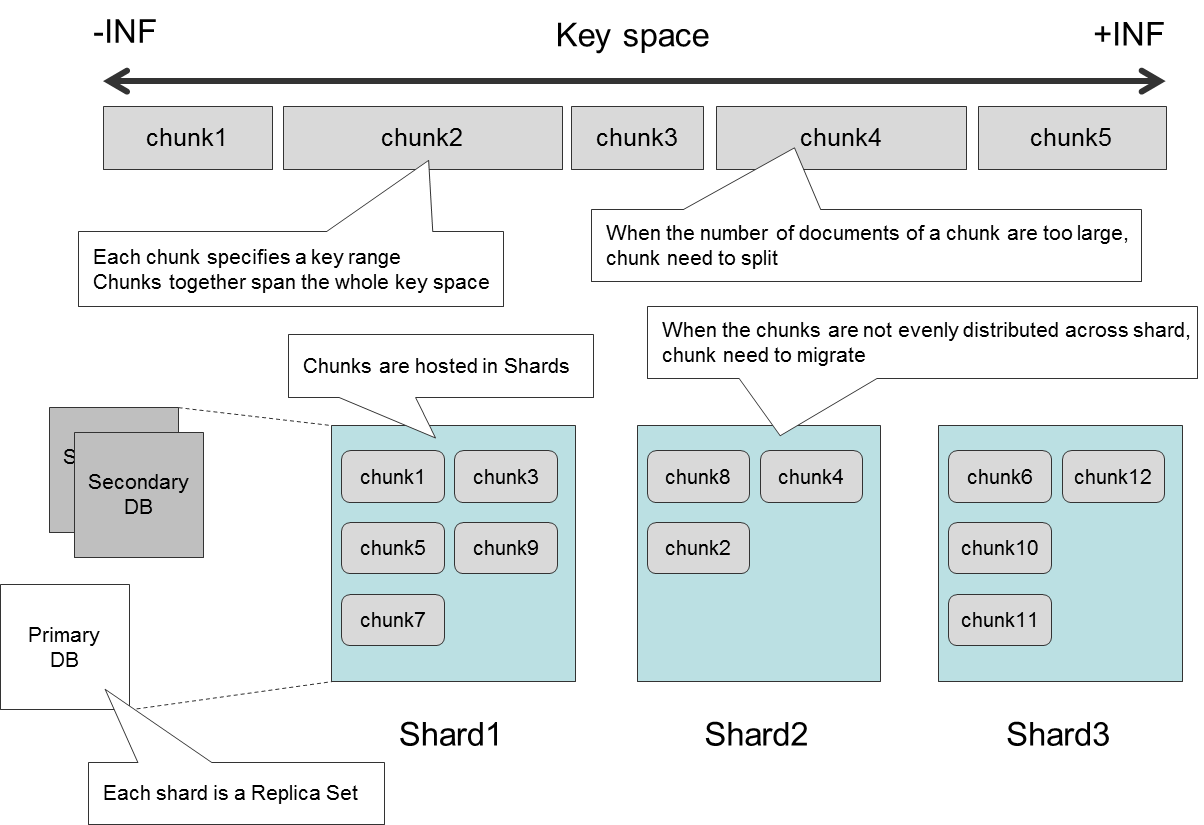 -INF
Key space
+INF
chunk1
chunk2
chunk3
chunk4
chunk5
Each chunk specifies a key range
Chunks together span the whole key space
When the number of documents of a chunk are too large,
chunk need to split
When the chunks are not evenly distributed across shard,
chunk need to migrate
Chunks are hosted in Shards
Secondary
DB
Primary
DB
chunk1
chunk3
chunk5
chunk9
chunk7
chunk8
chunk4
chunk2
chunk6
chunk12
chunk10
chunk11
Shard1
Shard2
Shard3
Each shard is a Replica Set